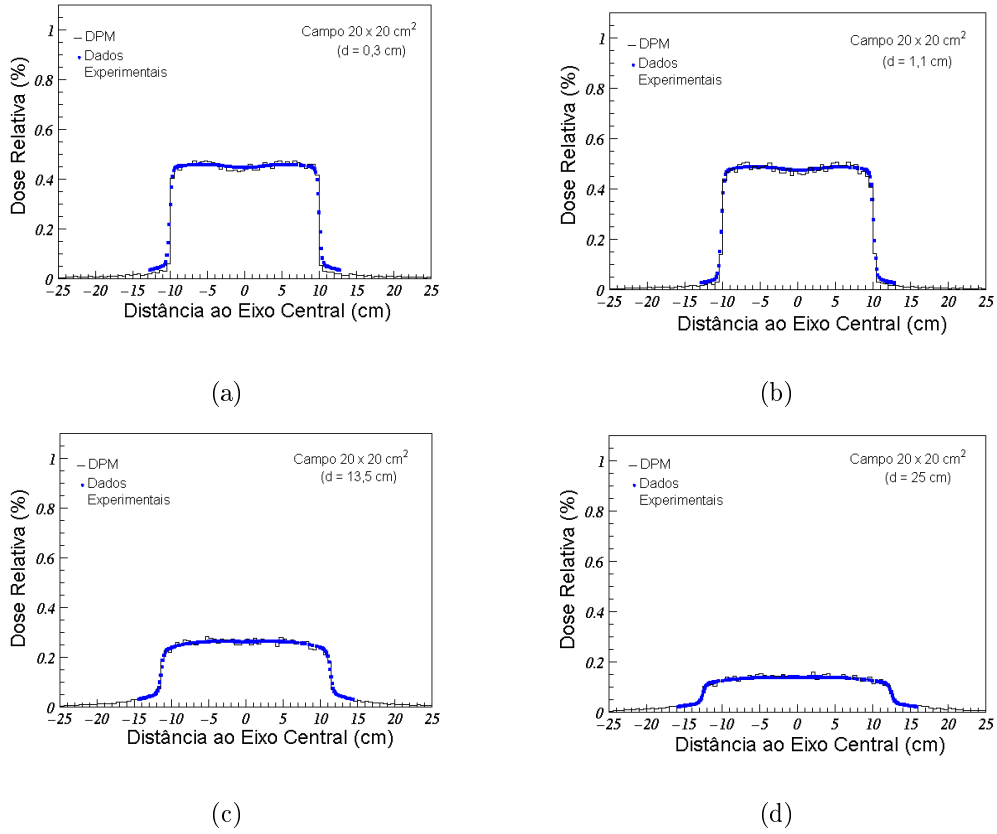 DPM
Dados
Experimentais
Campo 20 x 20 cm²
(d = 0,3 cm)
Dose Relativa (%)
1
0.8
0.6
0.4
0.2
0
−25 −20 −15 −10 −5 0 5 10 15 20 25
Distância ao Eixo Central (cm)
(a)
DPM
Dados
Experimentais
Campo 20 x 20 cm²
(d = 1,1 cm)
Dose Relativa (%)
1
0.8
0.6
0.4
0.2
0
−25 −20 −15 −10 −5 0 5 10 15 20 25
Distância ao Eixo Central (cm)
(b)
DPM
Dados
Experimentais
Campo 20 x 20 cm²
(d = 13,5 cm)
Dose Relativa (%)
1
0.8
0.6
0.4
0.2
0
−25 −20 −15 −10 −5 0 5 10 15 20 25
Distância ao Eixo Central (cm)
(c)
DPM
Dados
Experimentais
Campo 20 x 20 cm²
(d = 25 cm)
Dose Relativa (%)
1
0.8
0.6
0.4
0.2
0
−25 −20 −15 −10 −5 0 5 10 15 20 25
Distância ao Eixo Central (cm)
(d)